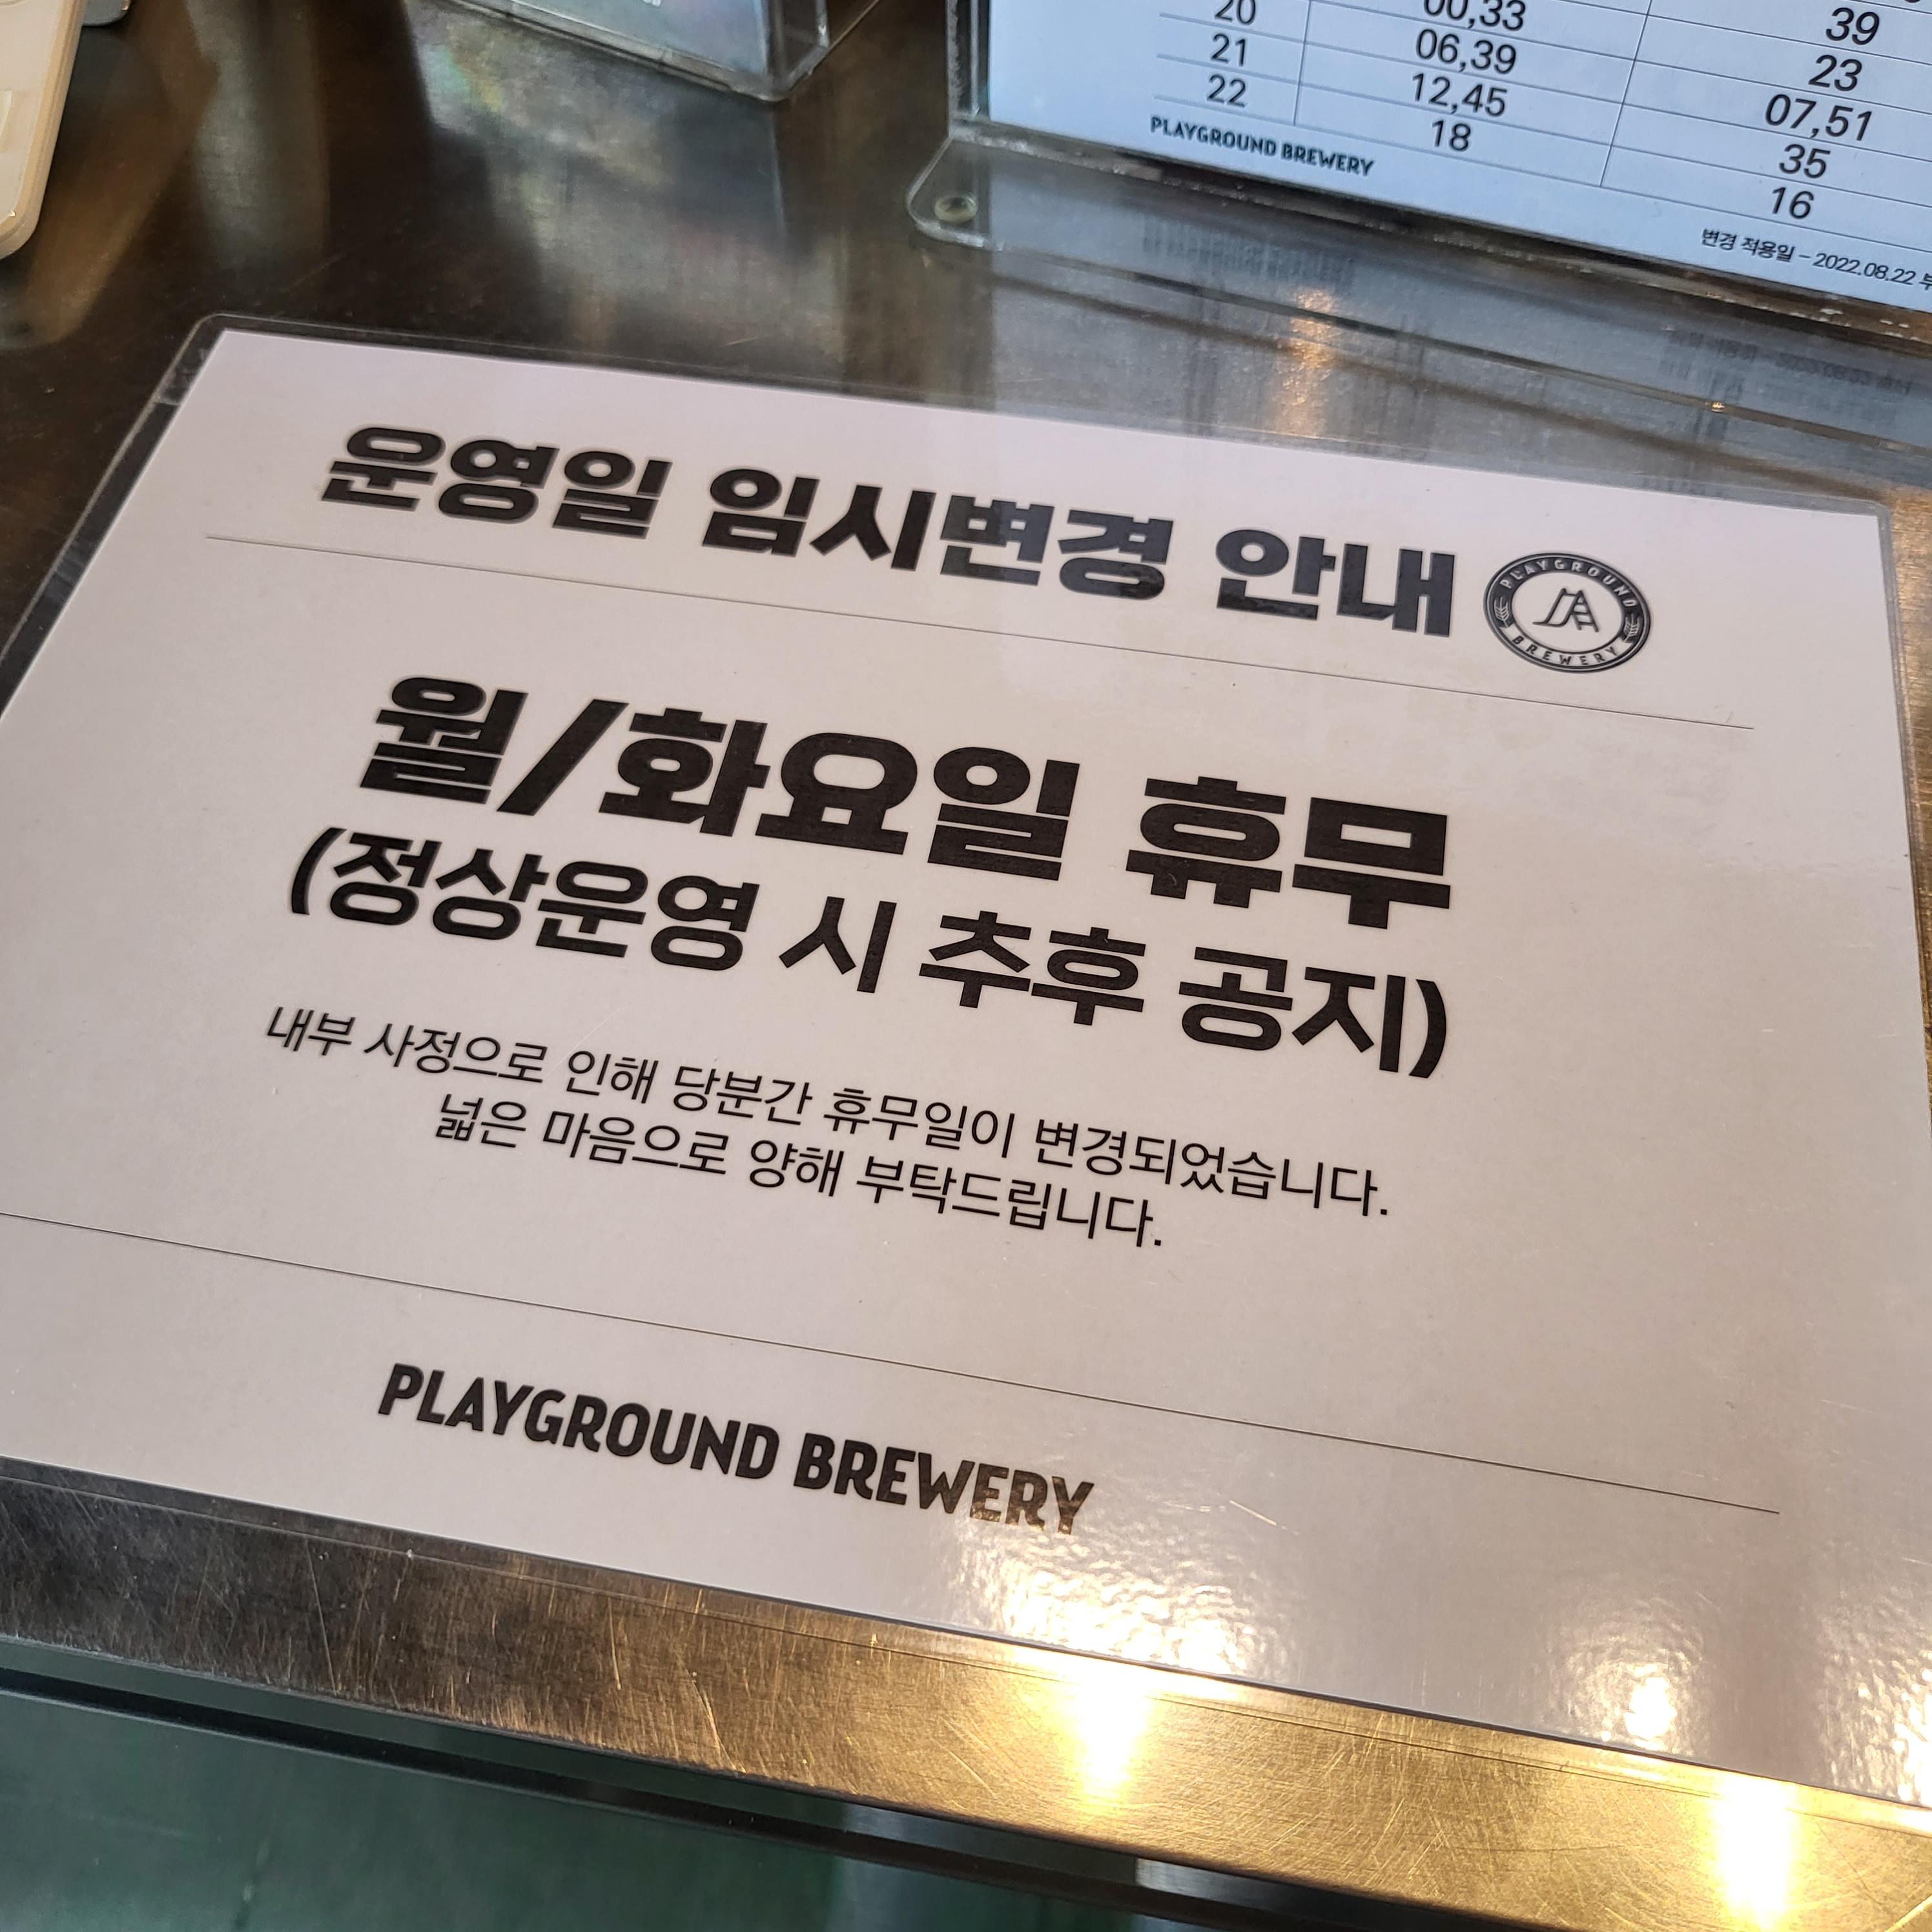 20 00,33 39
21 06,39 23
22 12,45 07,51
18 35
16
PLAYGROUND BREWERY
변경 적용일 - 2022.08.22
운영일 임시변경 안내
PLAYGROUND BREWERY
월/화요일 휴무
(정상운영 시 추후 공지)
내부 사정으로 인해 당분간 휴무일이 변경되었습니다.
넓은 마음으로 양해 부탁드립니다.
PLAYGROUND BREWERY